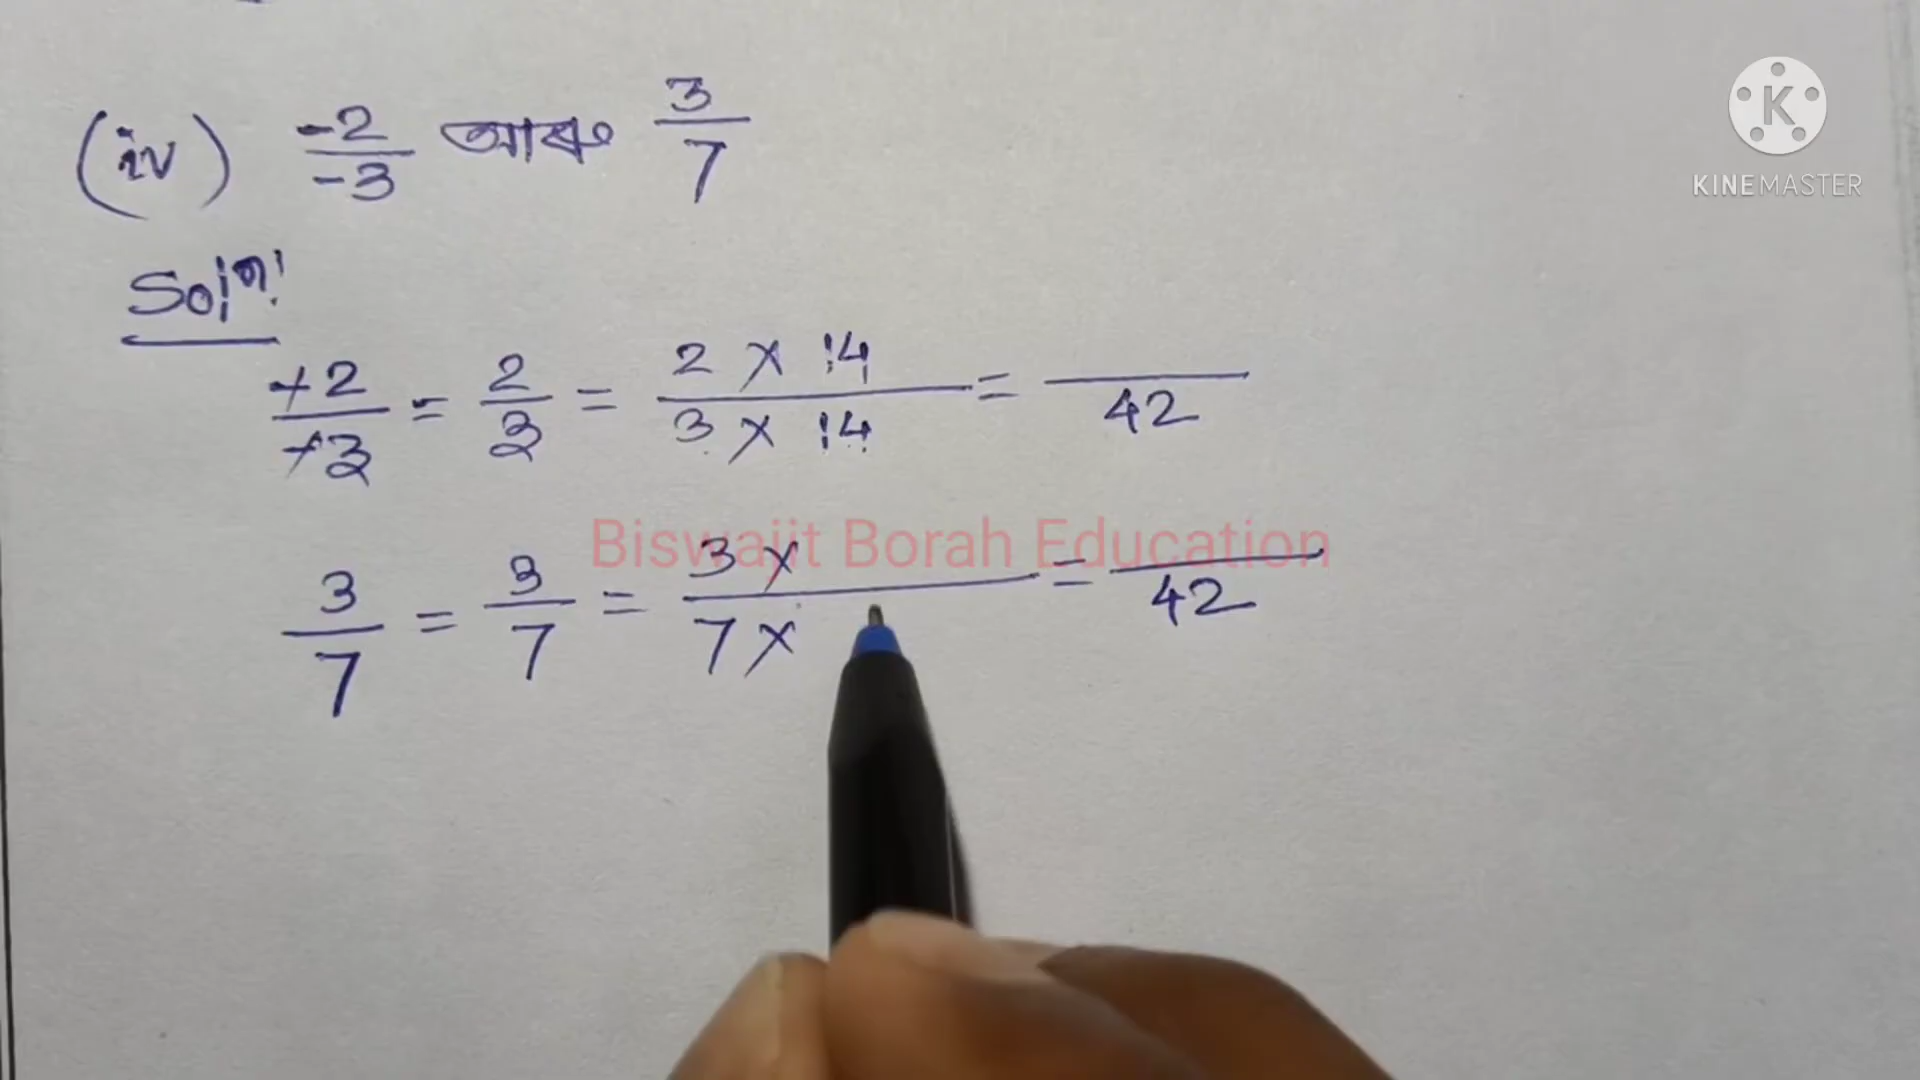 (iv) -2/-3 আৰু 3/7
KINEMASTER
Solⁿ:
+2/+3 = 2/3 = 2 × 14/3 × 14 = /42
Biswajit Borah Education
3/7 = 3/7 = 3 ×/7 × = /42